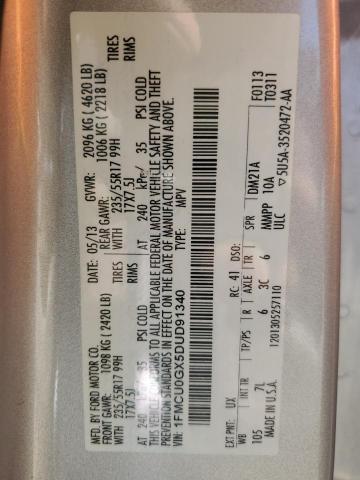 MFD. BY FORD MOTOR CO.
DATE: 05/13 GVWR: 2096 KG ( 4620 LB)
FRONT GAWR: 1098 KG (2420 LB) REAR GAWR: 1006 KG ( 2218 LB)
WITH 235/55R17 99H TIRES WITH 235/55R17 99H TIRES
17X7.5J RIMS 17X7.5J RIMS
AT 240 kPa/ 35 PSI COLD AT 240 kPa/ 35 PSI COLD
THIS VEHICLE CONFORMS TO ALL APPLICABLE FEDERAL MOTOR VEHICLE SAFETY AND THEFT
PREVENTION STANDARDS IN EFFECT ON THE DATE OF MANUFACTURE SHOWN ABOVE.
VIN: 1FMCU0GX5DUD91340
TYPE: MPV
F0113
T0311
EXT PNT: UX RC: 41 DSO:
WB INT TR TP/PS R AXLE TR SPR DM21A
105 7L 6 3C 6 MMPP 10A
MADE IN U.S.A. 1201305257110 ULC
5U5A-3520472-AA